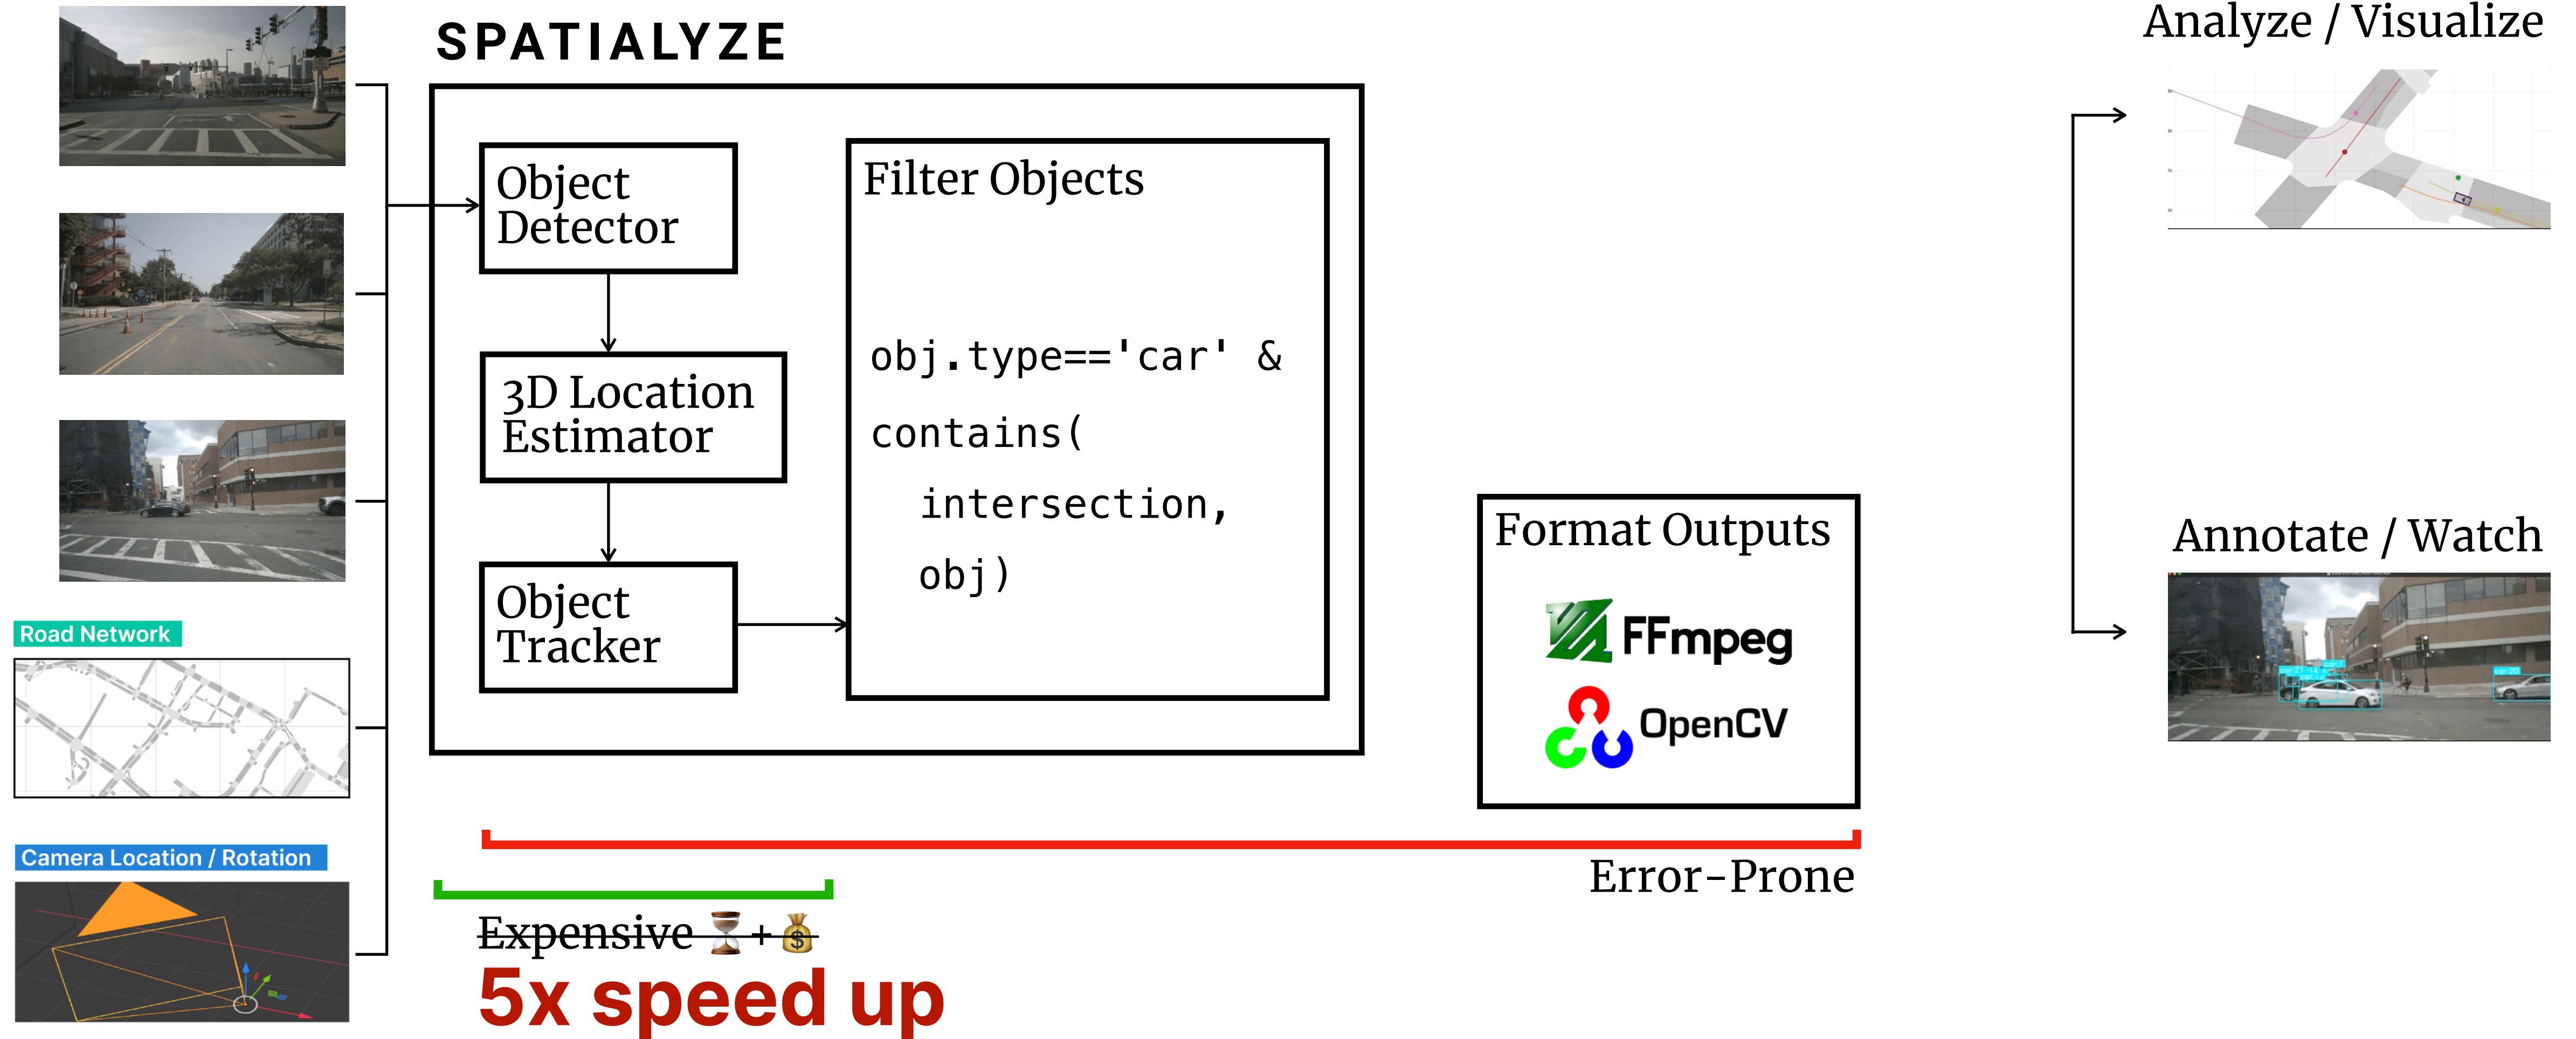 SPATIALYZE
Analyze / Visualize
Object
Detector
3D Location
Estimator
Object
Tracker
Filter Objects
obj.type=='car' &
contains(
intersection,
obj)
Format Outputs
FFmpeg
OpenCV
Annotate / Watch
Road Network
Camera Location / Rotation
Error-Prone
Expensive ⏳+💰
5x speed up